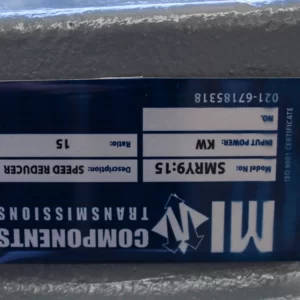 MI COMPONENTS
TRANSMISSIONS
Model No: SMRY9:15
Description: SPEED REDUCER
INPUT POWER: KW
Ratio: 15
NO.
021-67185318
ISO 9001 CERTIFICATE